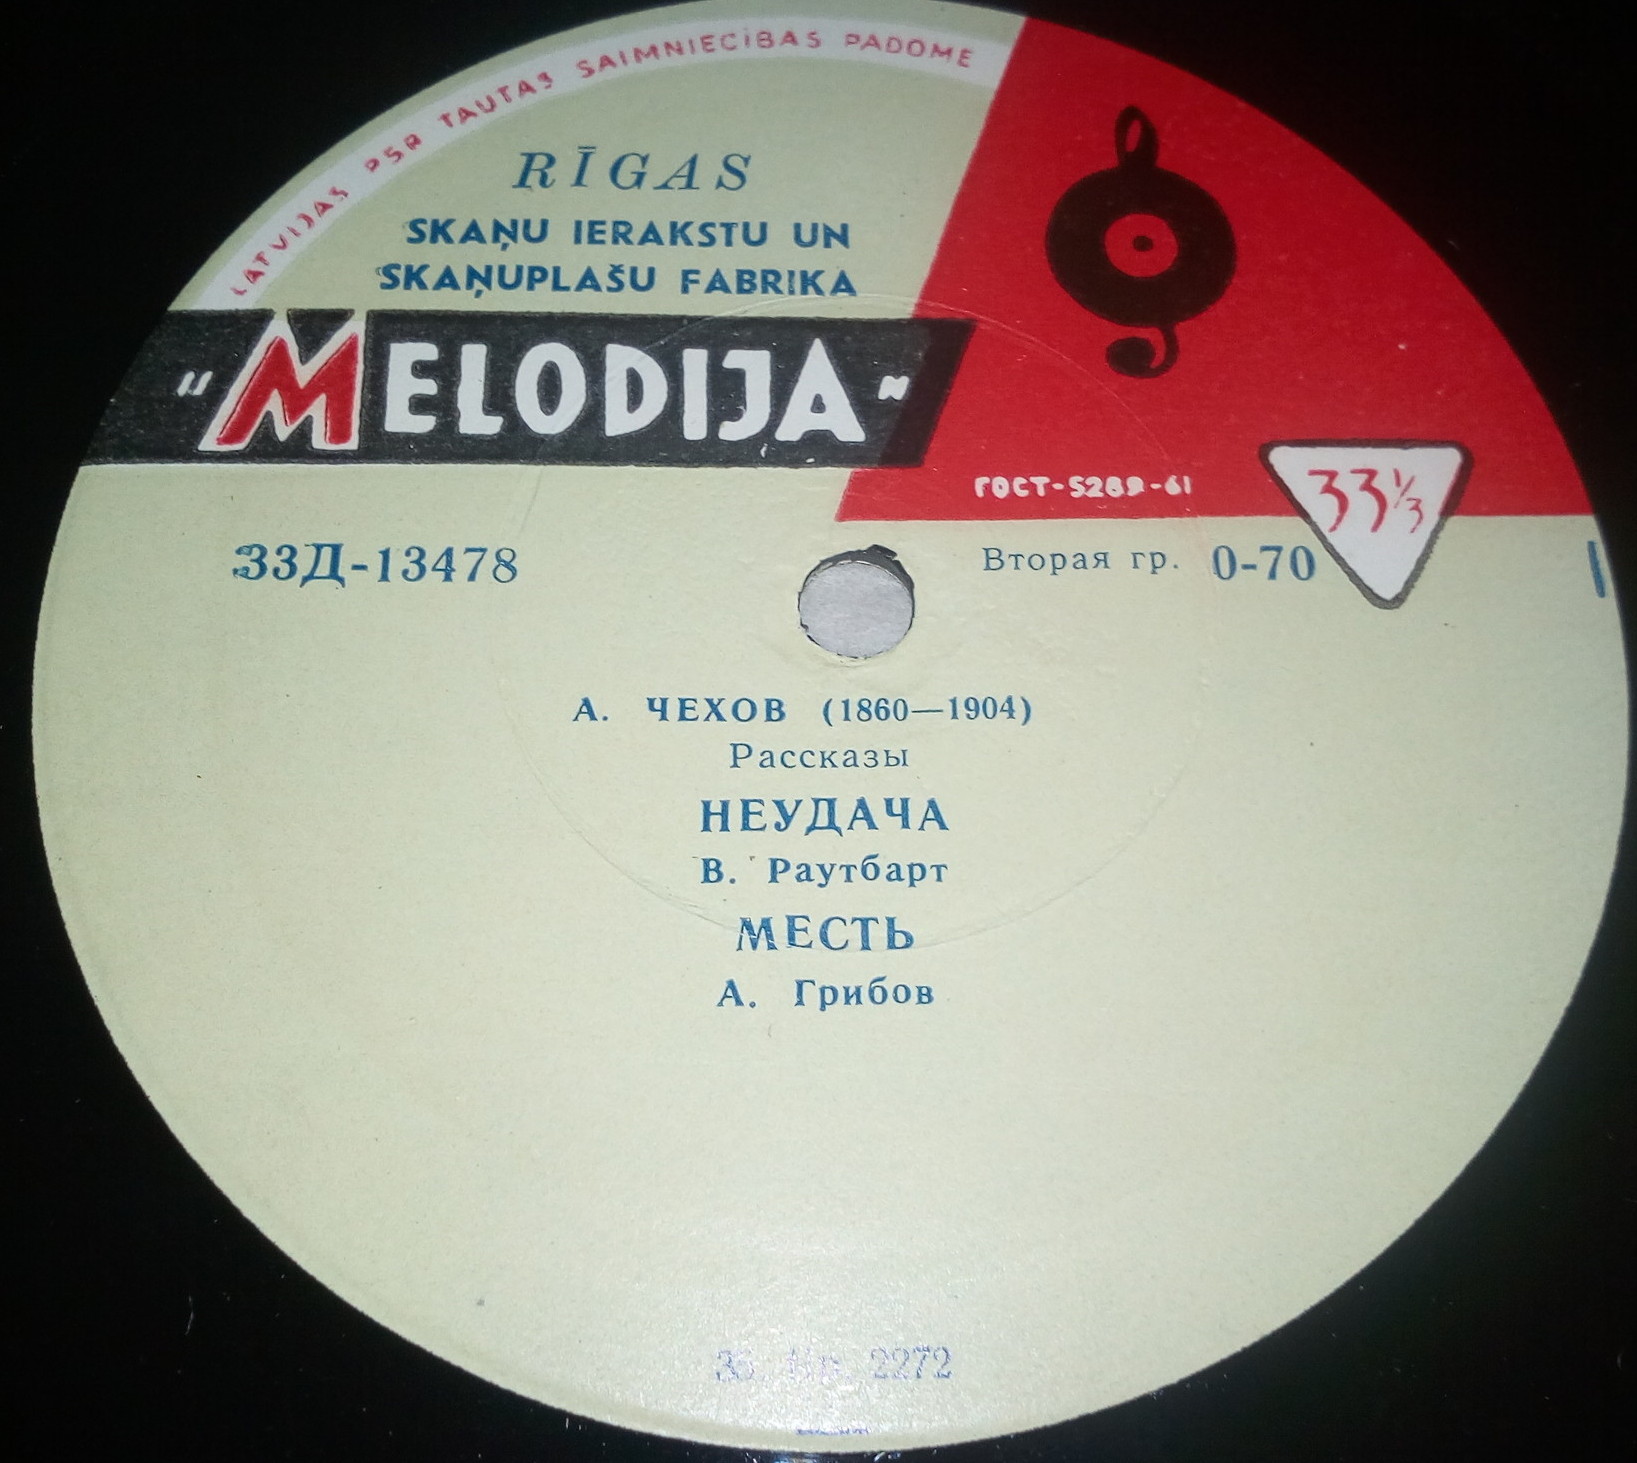 LATVIJAS PSR TAUTAS SAIMNIECĪBAS PADOME
RĪGAS
SKAŅU IERAKSTU UN
SKAŅUPLAŠU FABRIKA
"MELODIJA"
ГОСТ-5289-61
33⅓
33Д-13478
Вторая гр. 0-70
А. ЧЕХОВ (1860—1904)
Рассказы
НЕУДАЧА
В. Раутбарт
МЕСТЬ
А. Грибов
2272